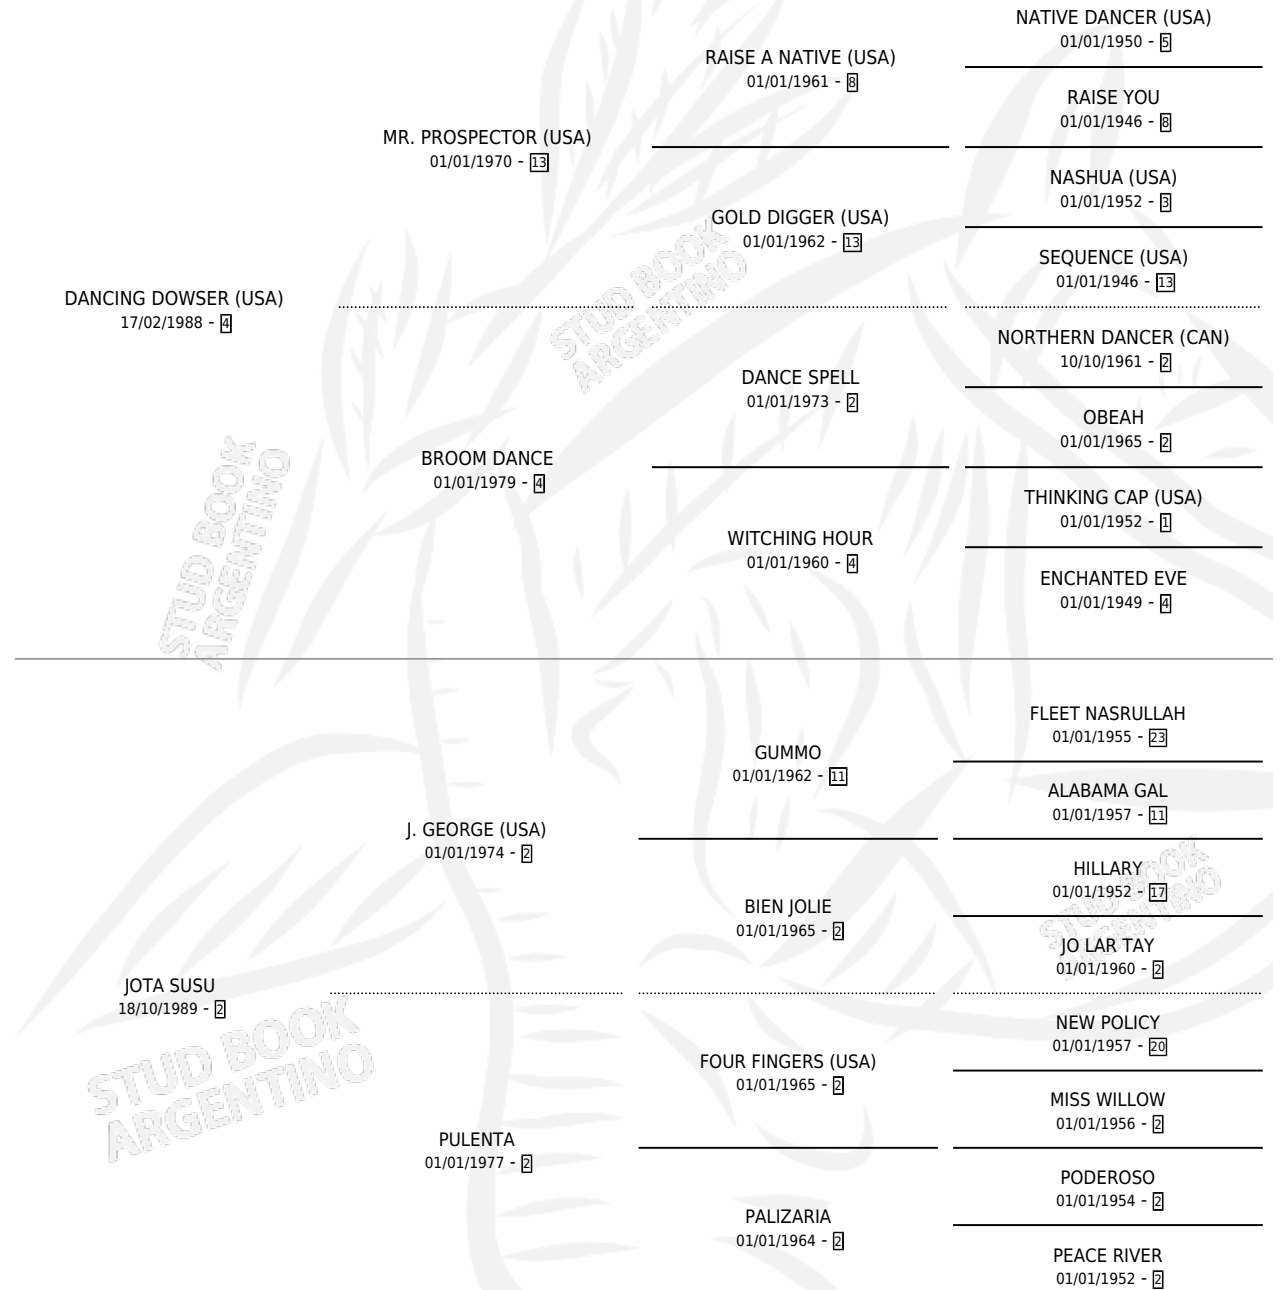 NATIVE DANCER (USA)
01/01/1950 - 5
RAISE A NATIVE (USA)
01/01/1961 - 8
RAISE YOU
01/01/1946 - 8
MR. PROSPECTOR (USA)
01/01/1970 - 13
NASHUA (USA)
01/01/1952 - 3
GOLD DIGGER (USA)
01/01/1962 - 13
SEQUENCE (USA)
01/01/1946 - 13
DANCING DOWSER (USA)
17/02/1988 - 4
NORTHERN DANCER (CAN)
10/10/1961 - 2
DANCE SPELL
01/01/1973 - 2
OBEAH
01/01/1965 - 2
BROOM DANCE
01/01/1979 - 4
THINKING CAP (USA)
01/01/1952 - 1
WITCHING HOUR
01/01/1960 - 4
ENCHANTED EVE
01/01/1949 - 4
FLEET NASRULLAH
01/01/1955 - 23
GUMMO
01/01/1962 - 11
ALABAMA GAL
01/01/1957 - 11
J. GEORGE (USA)
01/01/1974 - 2
HILLARY
01/01/1952 - 17
BIEN JOLIE
01/01/1965 - 2
JO LAR TAY
01/01/1960 - 2
JOTA SUSU
18/10/1989 - 2
NEW POLICY
01/01/1957 - 20
FOUR FINGERS (USA)
01/01/1965 - 2
MISS WILLOW
01/01/1956 - 2
PULENTA
01/01/1977 - 2
PODEROSO
01/01/1954 - 2
PALIZARIA
01/01/1964 - 2
PEACE RIVER
01/01/1952 - 2
STUD BOOK
ARGENTINO
STUD BOOK
ARGENTINO
STUD BOOK
ARGENTINO
STUD BOOK
ARGENTINO